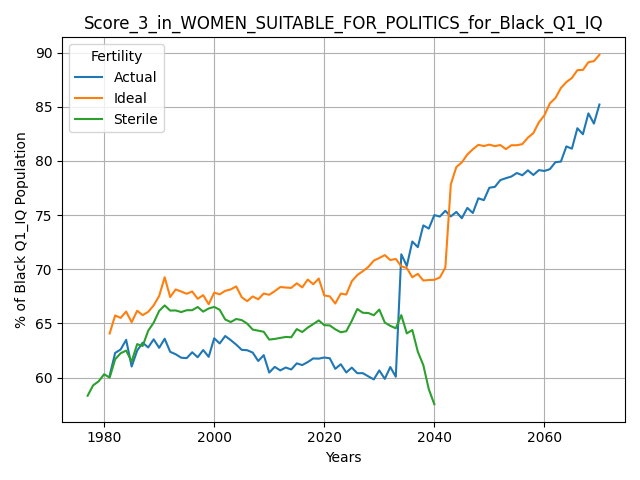 Score_3_in_WOMEN_SUITABLE_FOR_POLITICS_for_Black_Q1_IQ
Fertility
Actual
Ideal
Sterile
% of Black Q1_IQ Population
90
85
80
75
70
65
60
1980
2000
2020
2040
2060
Years